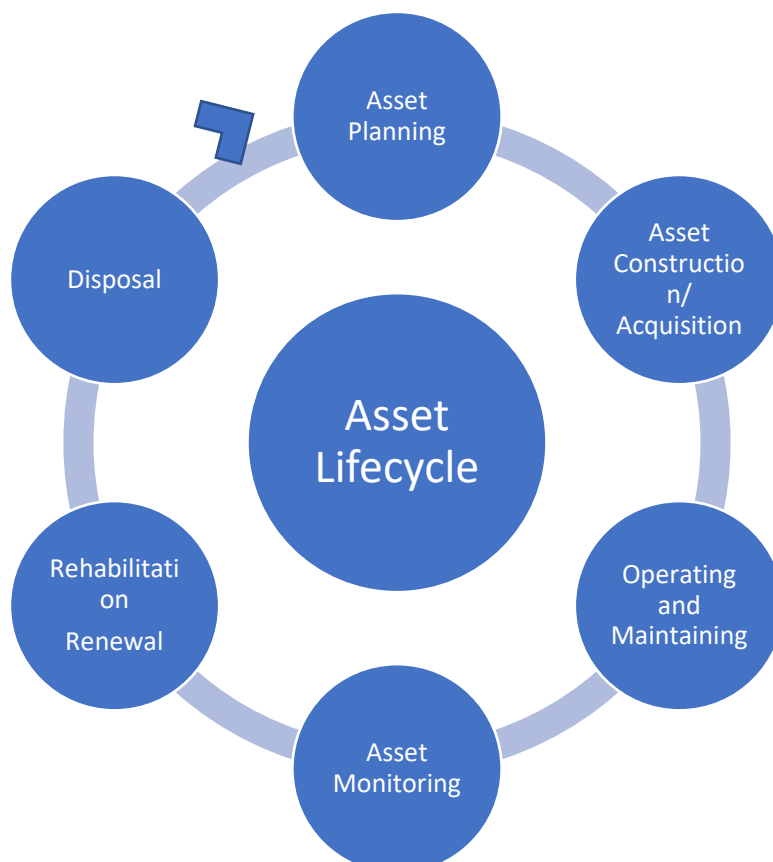 Asset
Planning
Asset
Constructio
n/
Acquisition
Operating
and
Maintaining
Asset
Monitoring
Rehabilitati
on
Renewal
Disposal
Asset
Lifecycle